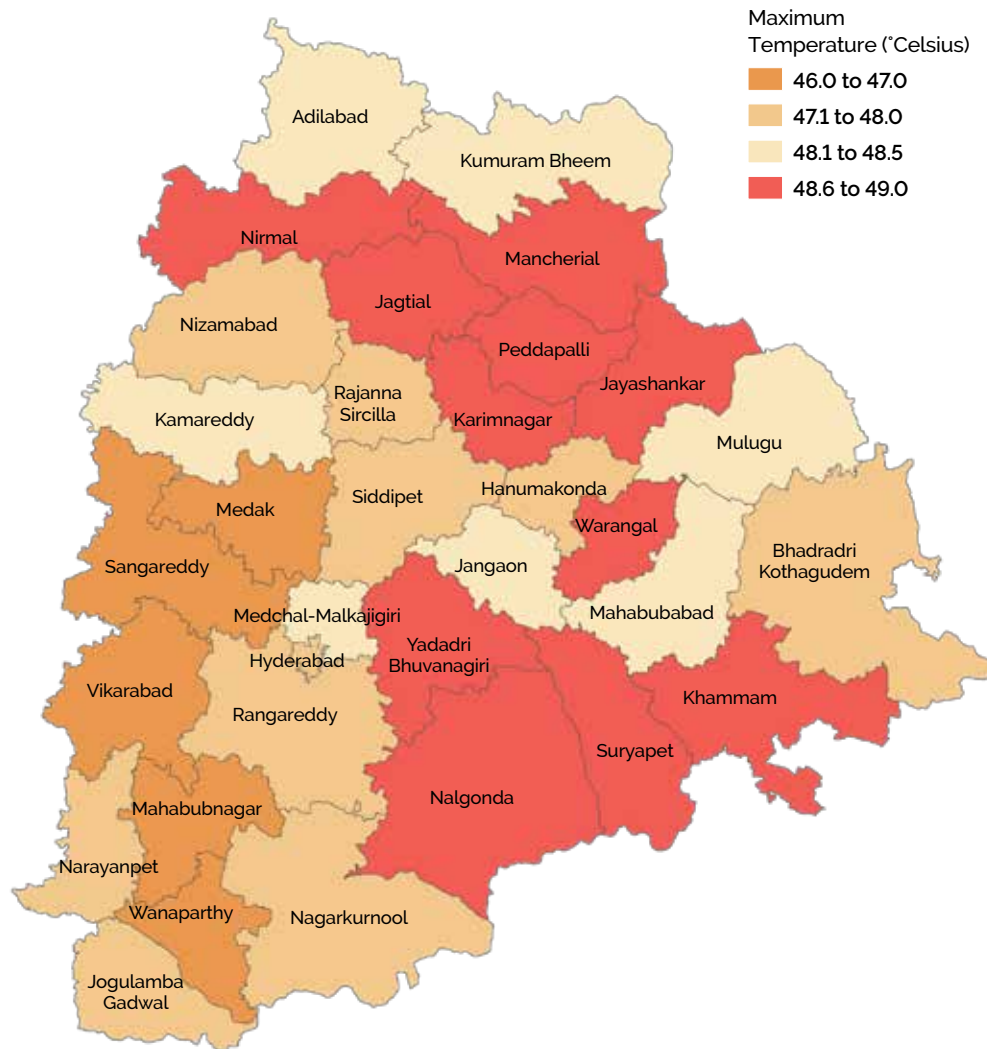 Maximum
Temperature (˚Celsius)
46.0 to 47.0
47.1 to 48.0
48.1 to 48.5
48.6 to 49.0
Adilabad
Kumuram Bheem
Nirmal
Mancherial
Jagtial
Nizamabad
Peddapalli
Jayashankar
Rajanna
Sircilla
Karimnagar
Kamareddy
Mulugu
Siddipet
Hanumakonda
Medak
Warangal
Bhadradri
Kothagudem
Jangaon
Sangareddy
Mahabubabad
Medchal-Malkajigiri
Yadadri
Bhuvanagiri
Hyderabad
Vikarabad
Khammam
Rangareddy
Suryapet
Nalgonda
Mahabubnagar
Narayanpet
Wanaparthy
Nagarkurnool
Jogulamba
Gadwal